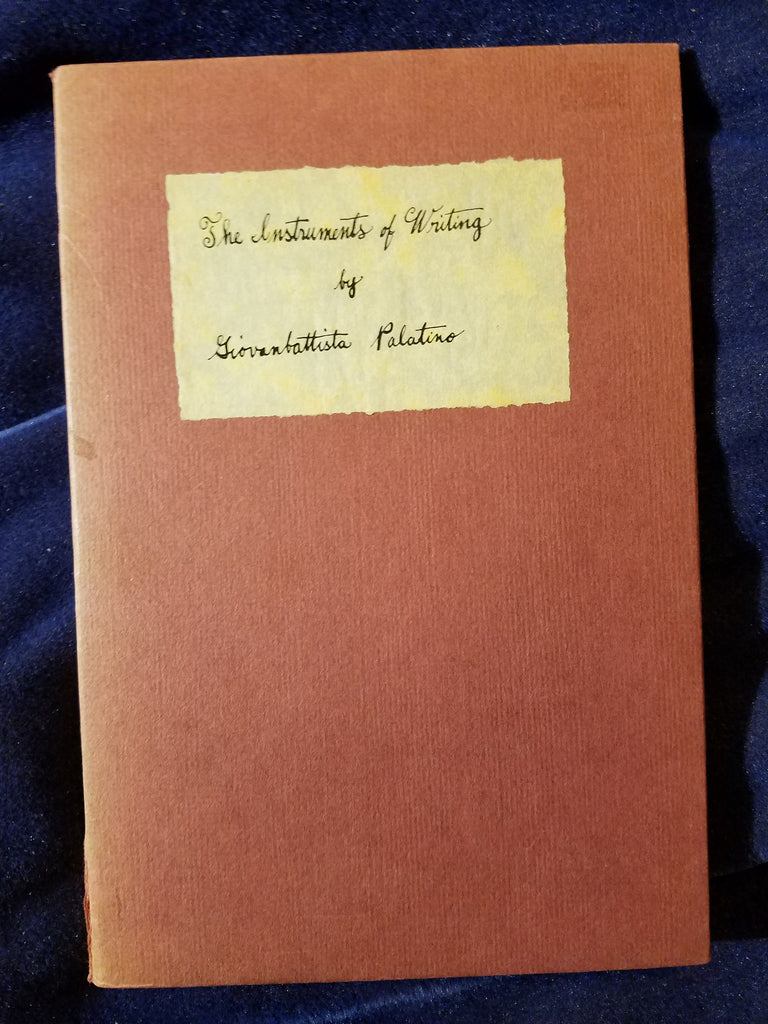 The Instruments of Writing
by
Giovanbattista Palatino